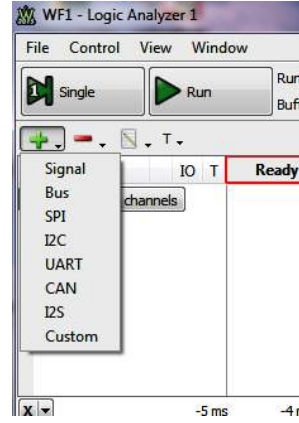 WF1 - Logic Analyzer 1
File Control View Window
1 Single Run
T
IO T Ready
channels
Signal
Bus
SPI
I2C
UART
CAN
I2S
Custom
X -5 ms